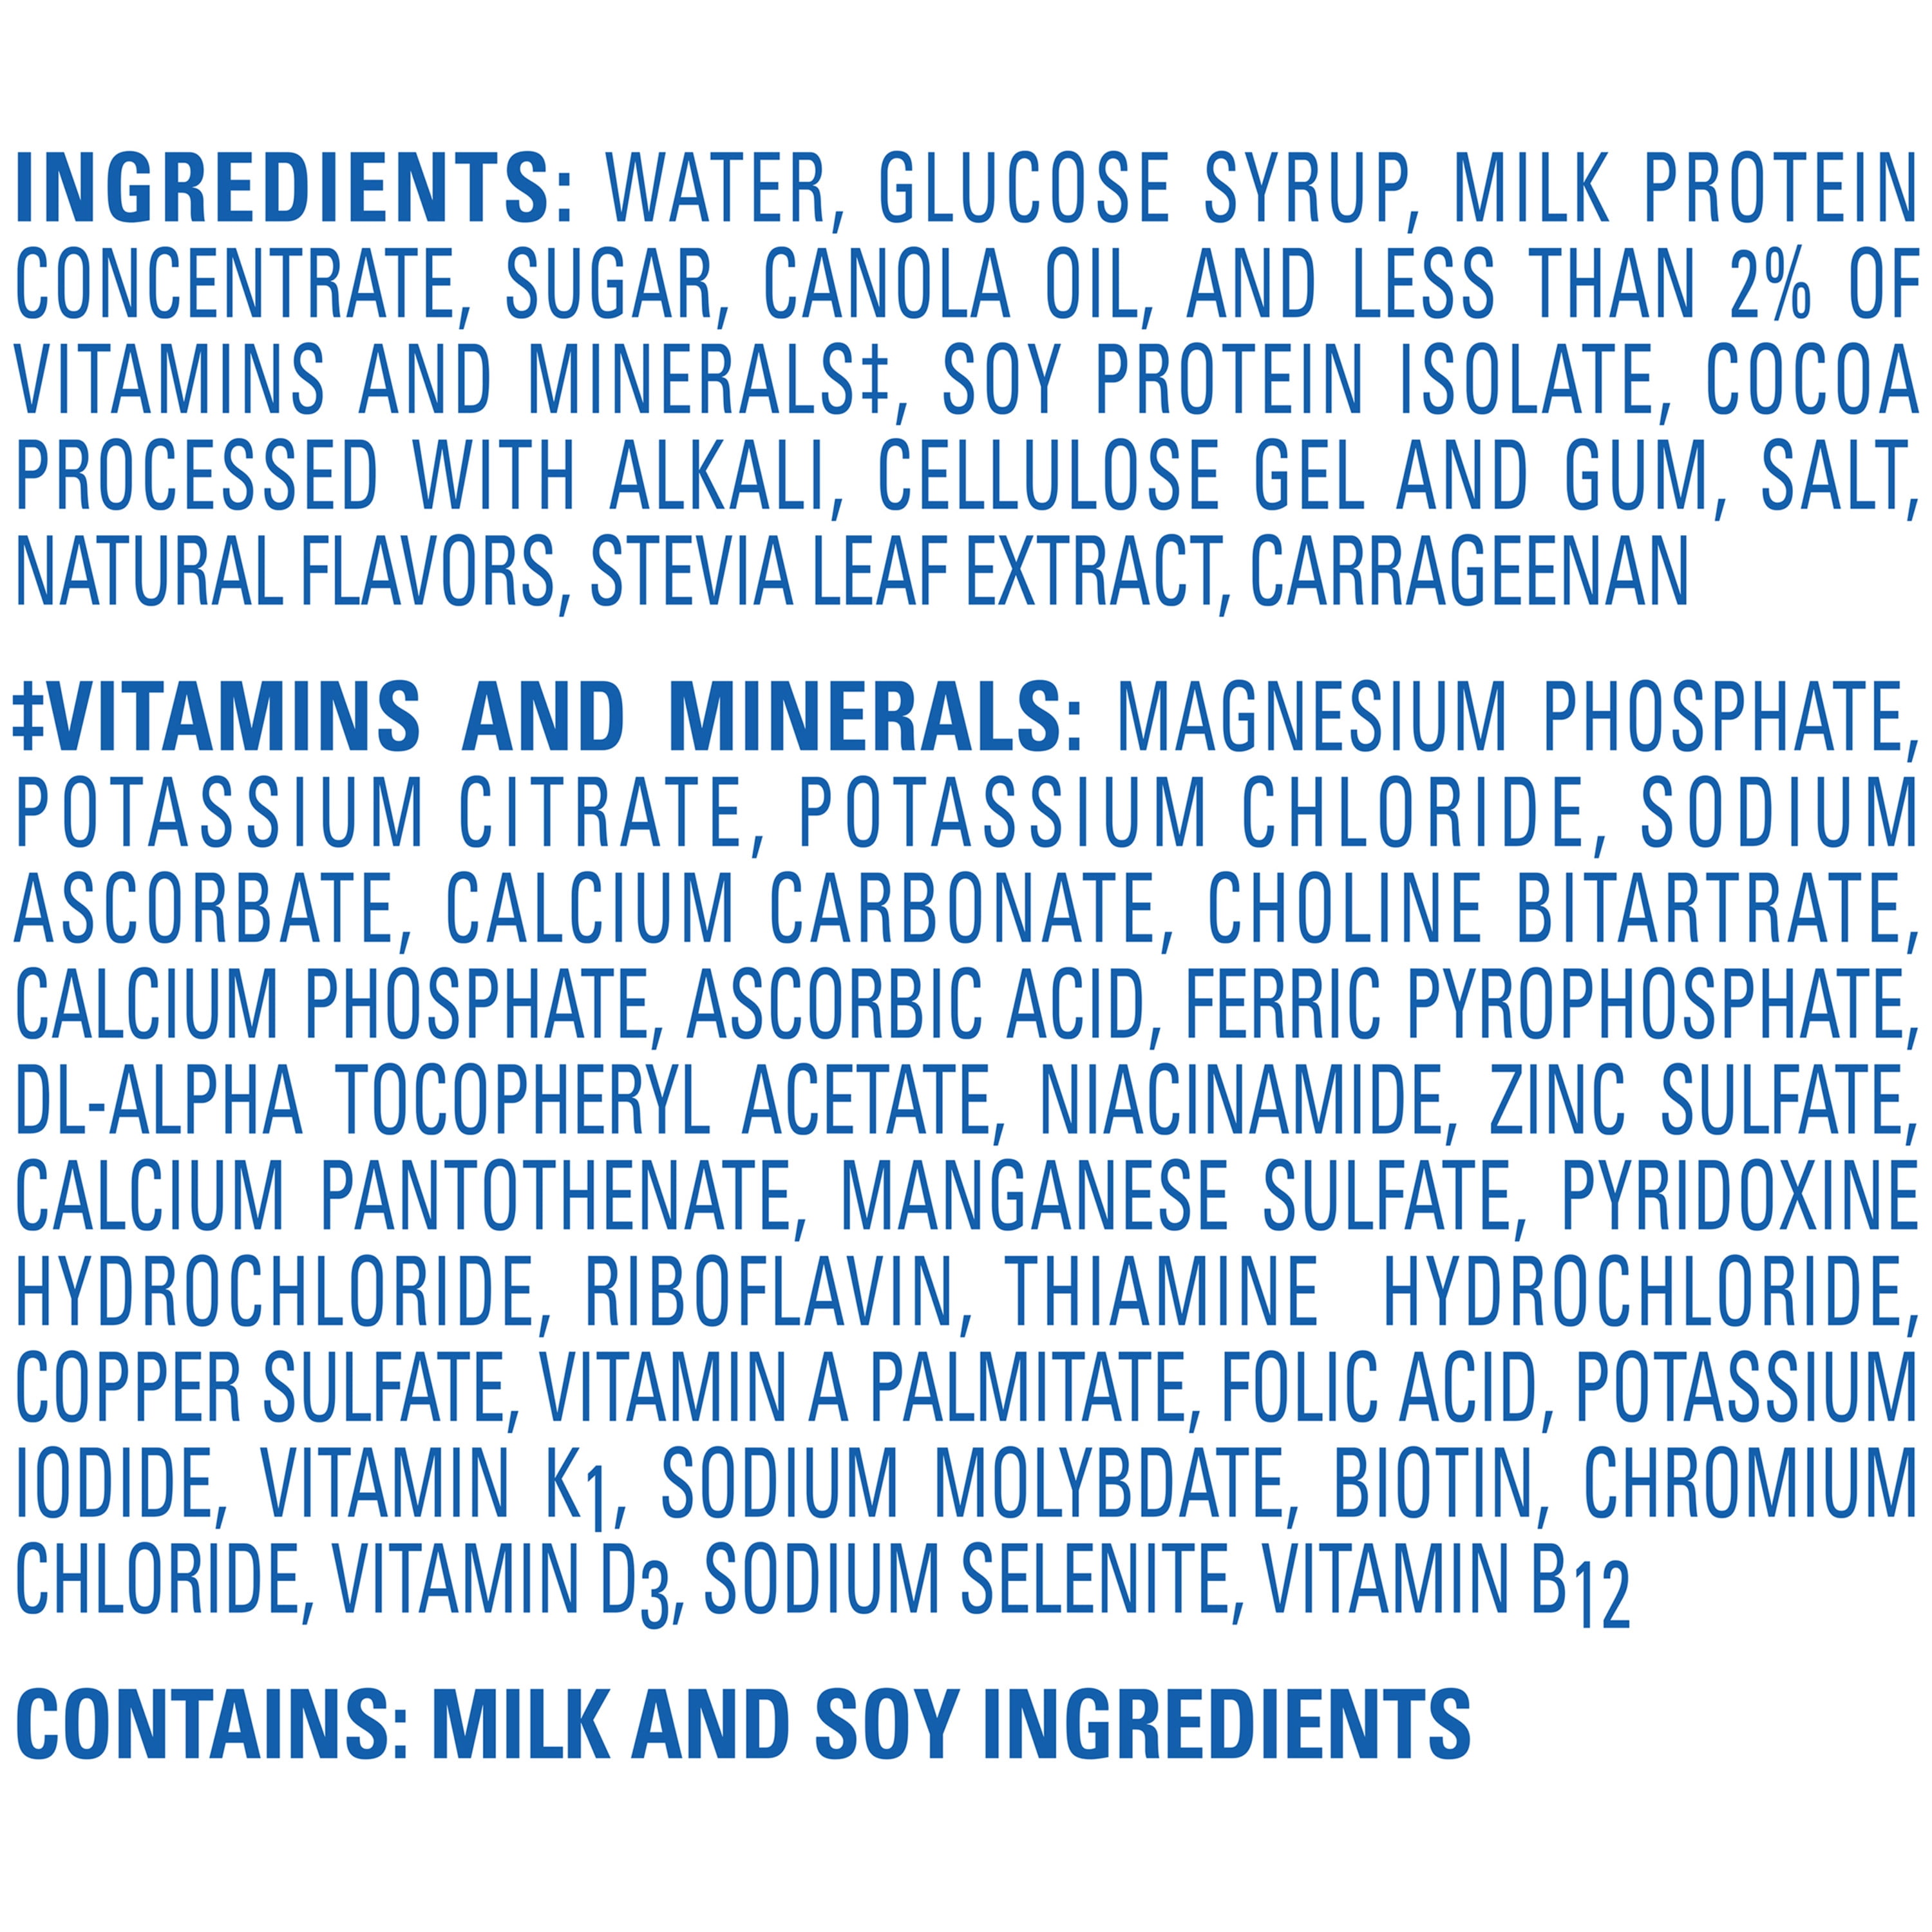 INGREDIENTS: WATER, GLUCOSE SYRUP, MILK PROTEIN
CONCENTRATE, SUGAR, CANOLA OIL, AND LESS THAN 2% OF
VITAMINS AND MINERALS‡, SOY PROTEIN ISOLATE, COCOA
PROCESSED WITH ALKALI, CELLULOSE GEL AND GUM, SALT,
NATURAL FLAVORS, STEVIA LEAF EXTRACT, CARRAGEENAN
‡VITAMINS AND MINERALS: MAGNESIUM PHOSPHATE,
POTASSIUM CITRATE, POTASSIUM CHLORIDE, SODIUM
ASCORBATE, CALCIUM CARBONATE, CHOLINE BITARTRATE,
CALCIUM PHOSPHATE, ASCORBIC ACID, FERRIC PYROPHOSPHATE,
DL-ALPHA TOCOPHERYL ACETATE, NIACINAMIDE, ZINC SULFATE,
CALCIUM PANTOTHENATE, MANGANESE SULFATE, PYRIDOXINE
HYDROCHLORIDE, RIBOFLAVIN, THIAMINE HYDROCHLORIDE,
COPPER SULFATE, VITAMIN A PALMITATE, FOLIC ACID, POTASSIUM
IODIDE, VITAMIN K1, SODIUM MOLYBDATE, BIOTIN, CHROMIUM
CHLORIDE, VITAMIN D3, SODIUM SELENITE, VITAMIN B12
CONTAINS: MILK AND SOY INGREDIENTS